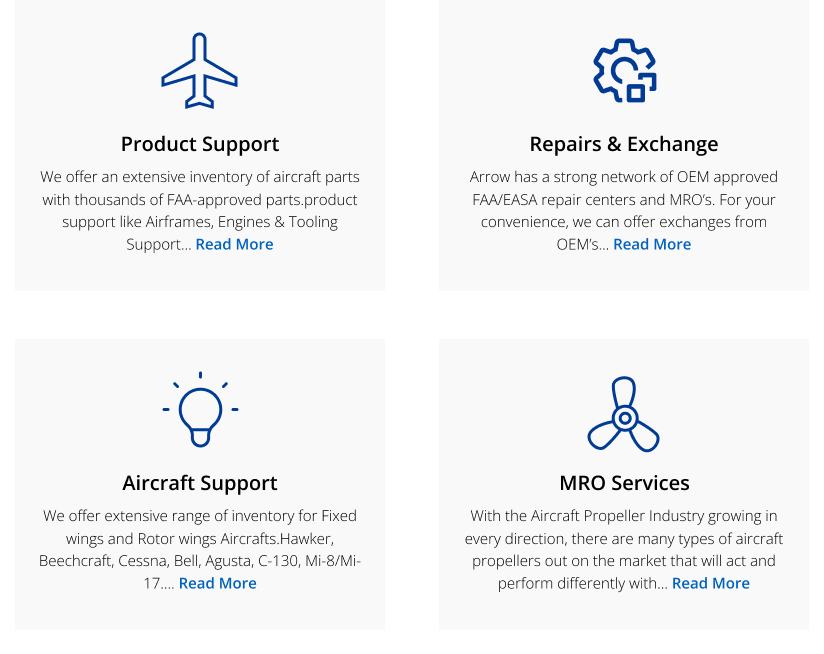 Product Support
We offer an extensive inventory of aircraft parts
with thousands of FAA-approved parts.product
support like Airframes, Engines & Tooling
Support... Read More
Repairs & Exchange
Arrow has a strong network of OEM approved
FAA/EASA repair centers and MRO's. For your
convenience, we can offer exchanges from
OEM's... Read More
Aircraft Support
We offer extensive range of inventory for Fixed
wings and Rotor wings Aircrafts.Hawker,
Beechcraft, Cessna, Bell, Agusta, C-130, Mi-8/Mi-
17.... Read More
MRO Services
With the Aircraft Propeller Industry growing in
every direction, there are many types of aircraft
propellers out on the market that will act and
perform differently with... Read More